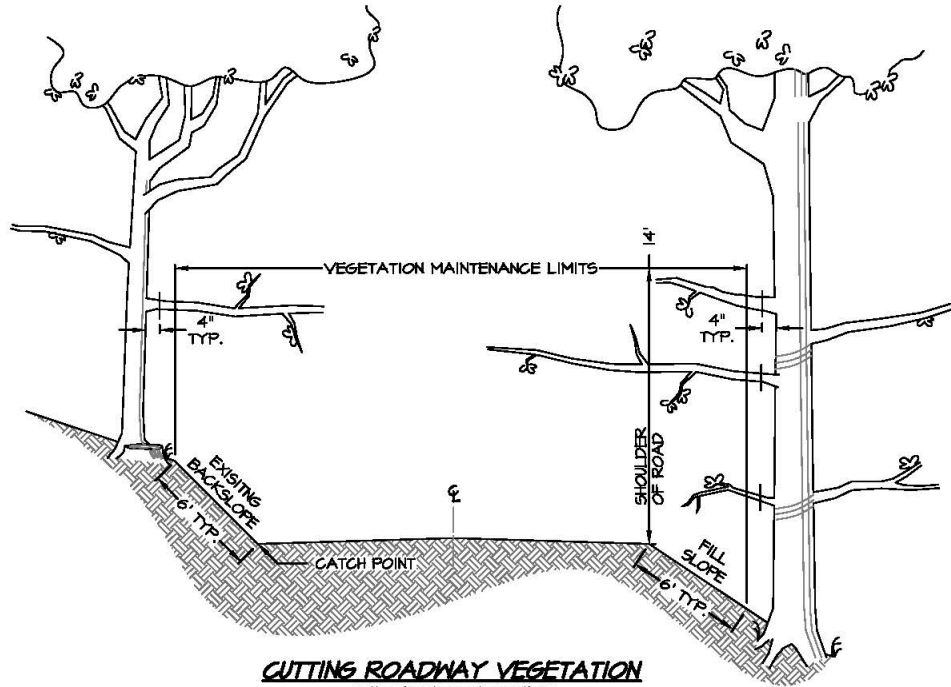 14'
VEGETATION MAINTENANCE LIMITS
4"
TYP.
4"
TYP.
SHOULDER
OF ROAD
EXISITNG
BACKSLOPE
6' TYP.
℄
CATCH POINT
FILL
SLOPE
6' TYP.
CUTTING ROADWAY VEGETATION